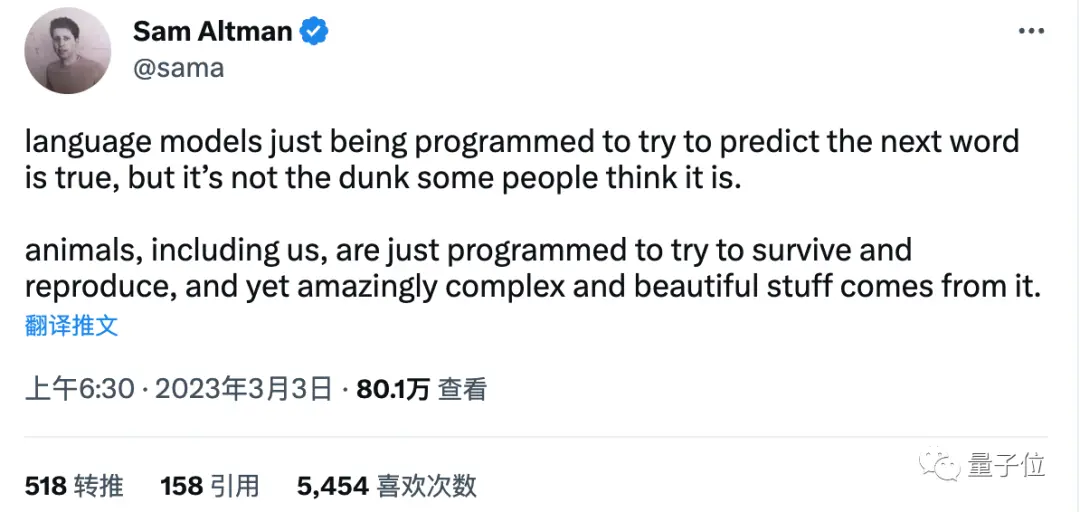 Sam Altman
@sama
language models just being programmed to try to predict the next word
is true, but it’s not the dunk some people think it is.
animals, including us, are just programmed to try to survive and
reproduce, and yet amazingly complex and beautiful stuff comes from it.
翻译推文
上午6:30 · 2023年3月3日 · 80.1万 查看
518 转推 158 引用 5,454 喜欢次数
量子位